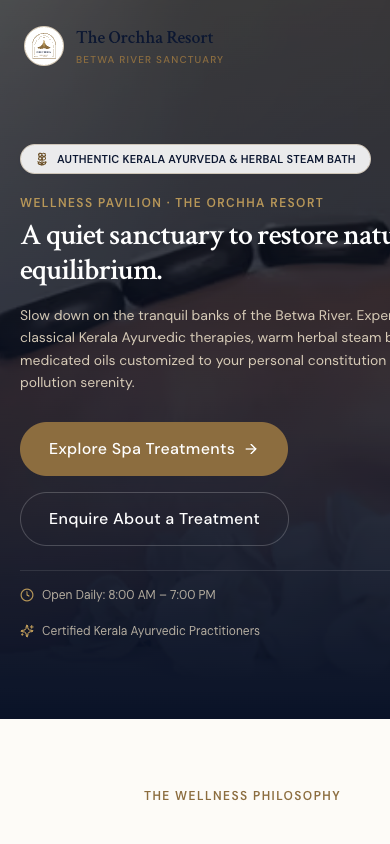 The Orchha Resort
BETWA RIVER SANCTUARY
AUTHENTIC KERALA AYURVEDA & HERBAL STEAM BATH
WELLNESS PAVILION · THE ORCHHA RESORT
A quiet sanctuary to restore natu
equilibrium.
Slow down on the tranquil banks of the Betwa River. Exper
classical Kerala Ayurvedic therapies, warm herbal steam b
medicated oils customized to your personal constitution
pollution serenity.
Explore Spa Treatments →
Enquire About a Treatment
Open Daily: 8:00 AM – 7:00 PM
Certified Kerala Ayurvedic Practitioners
THE WELLNESS PHILOSOPHY